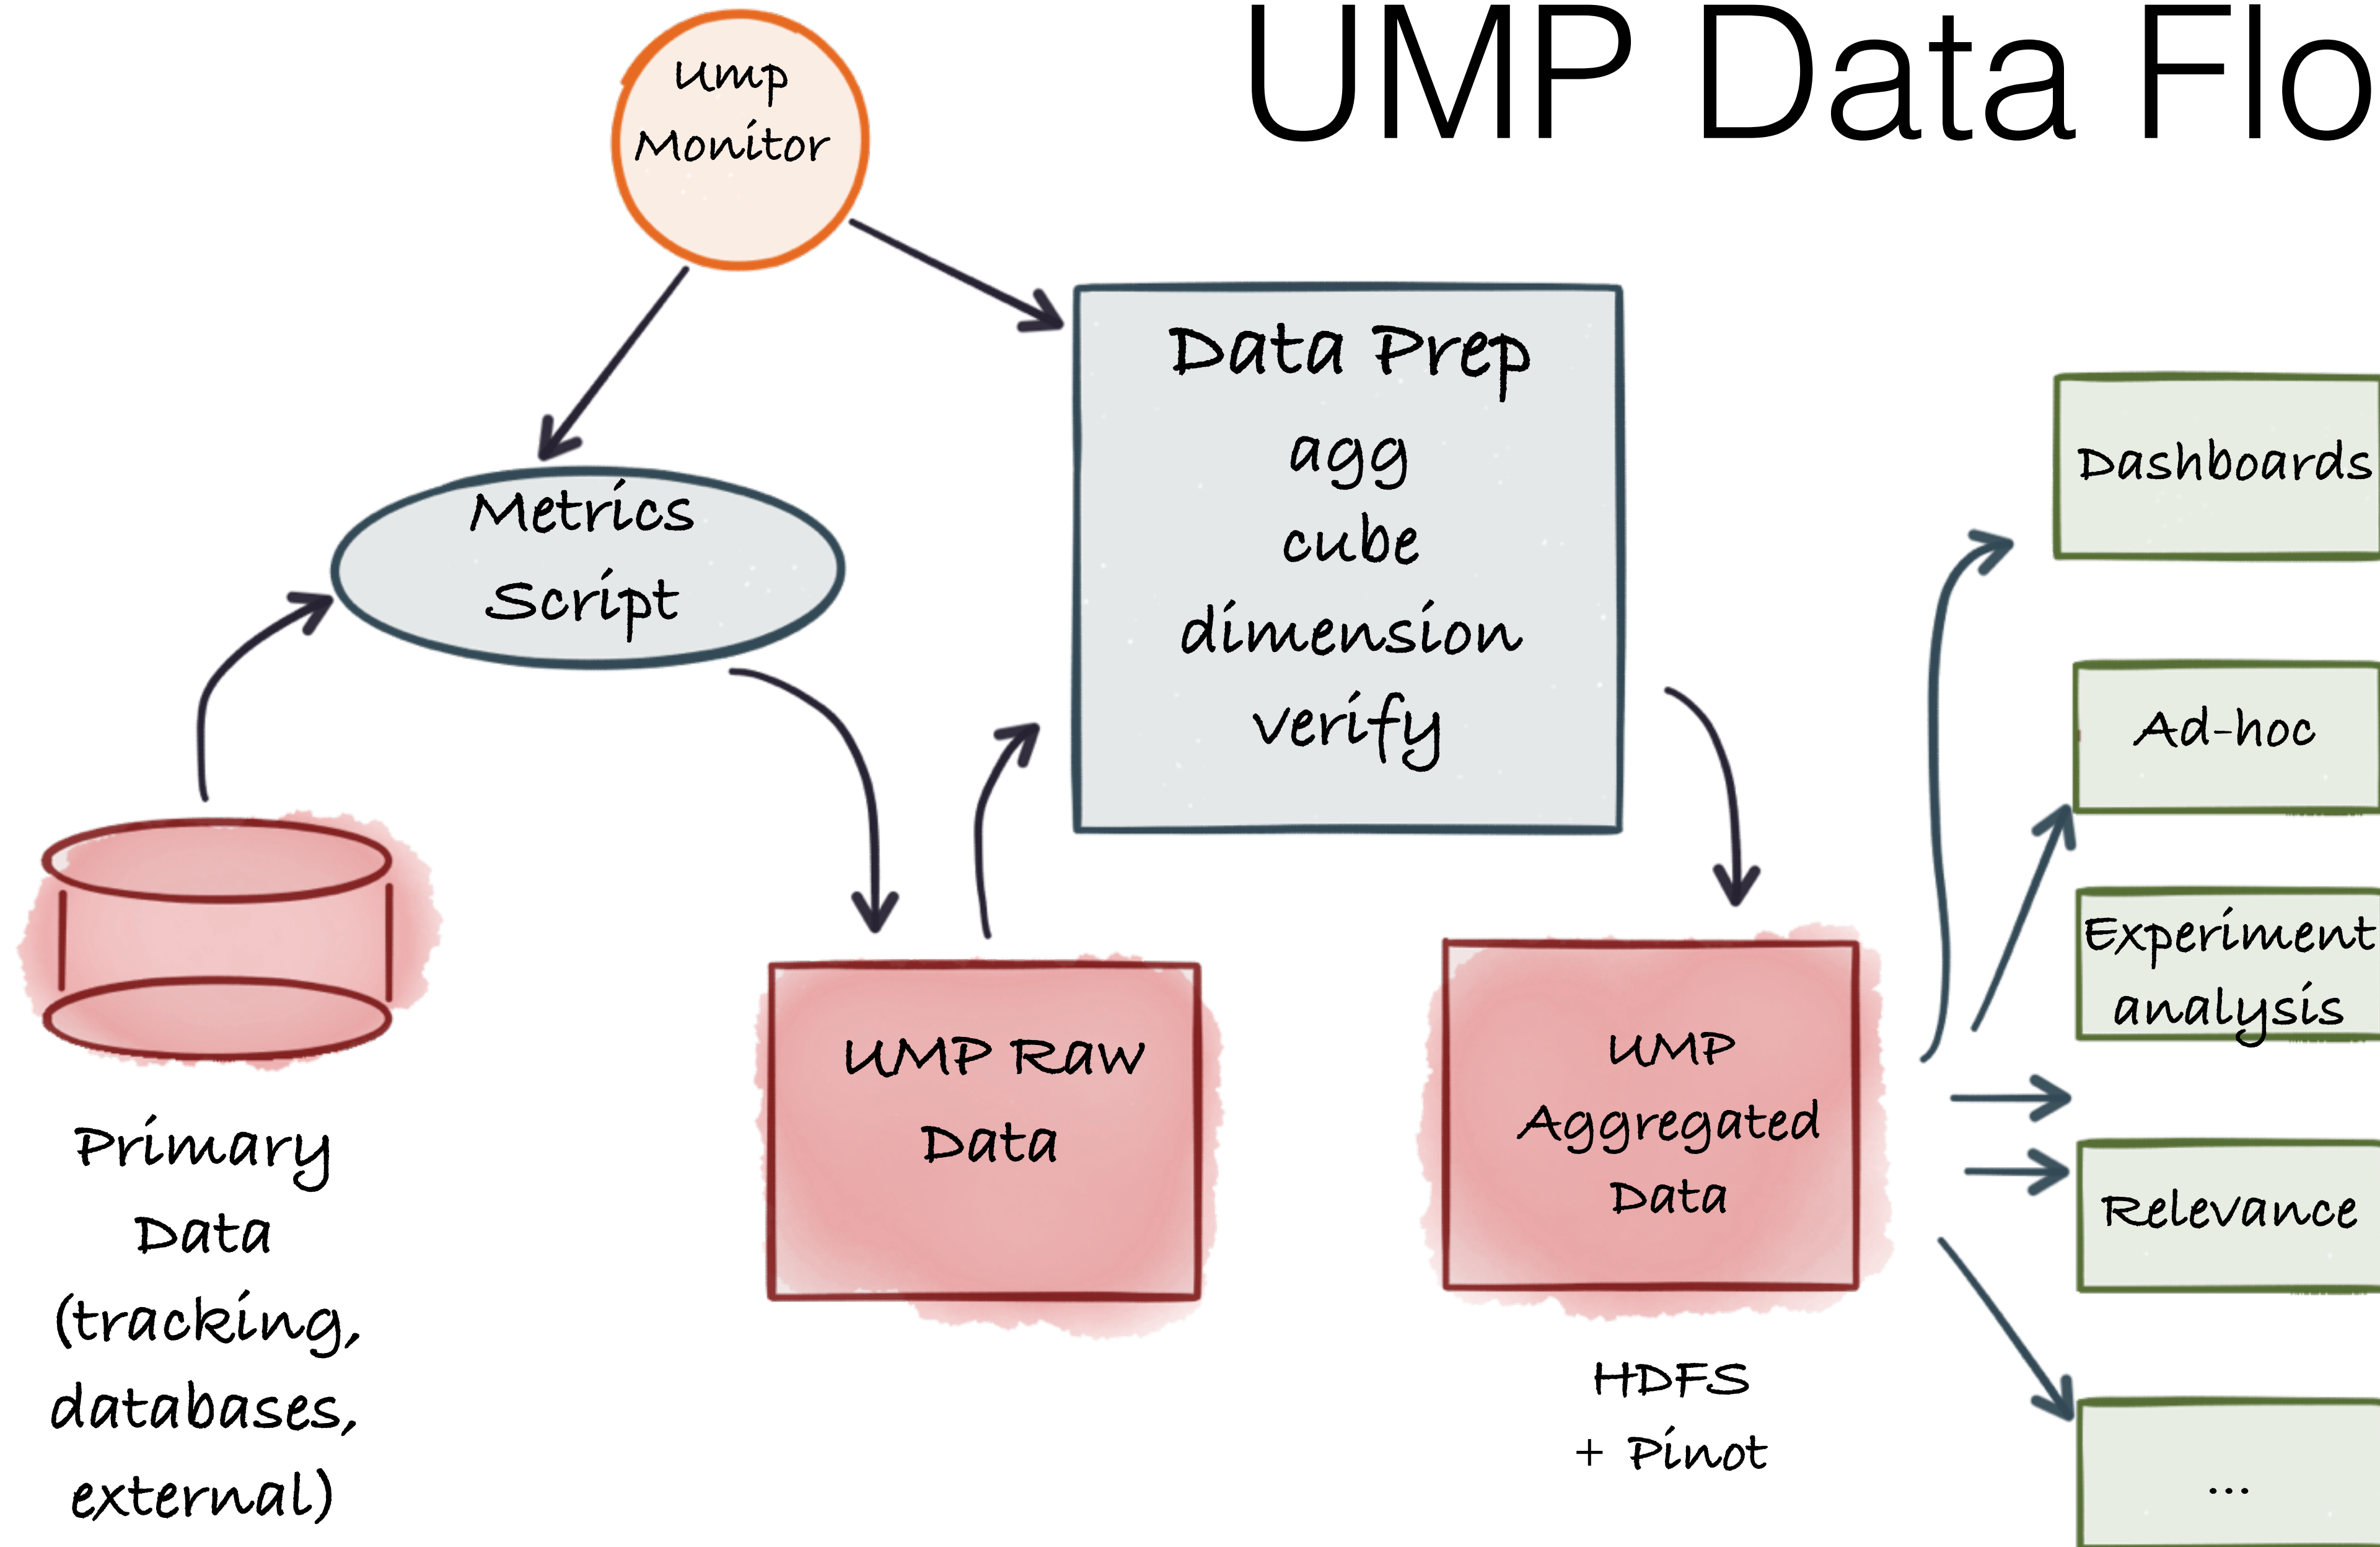 UMP Data Flo
Ump
Monitor
Metrics
Script
Data Prep
agg
cube
dimension
verify
Primary
Data
(tracking,
databases,
external)
UMP Raw
Data
UMP
Aggregated
Data
HDFS
+ Pinot
Dashboards
Ad-hoc
Experiment
analysis
Relevance
...